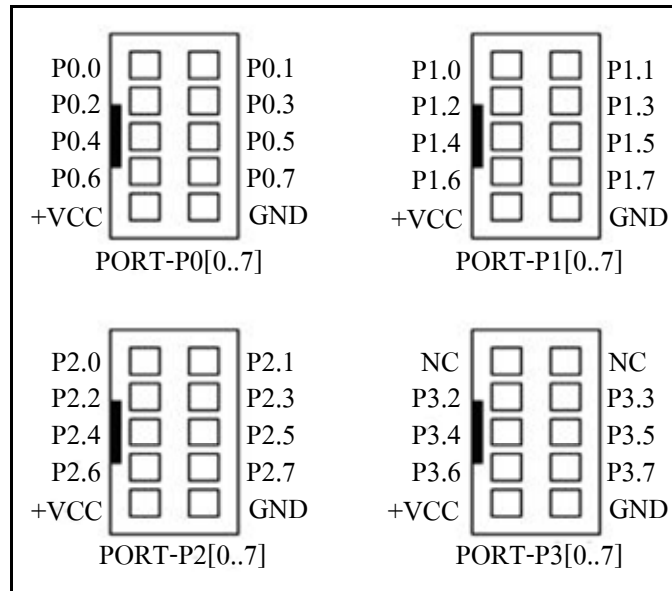 P0.0 P0.1
P0.2 P0.3
P0.4 P0.5
P0.6 P0.7
+VCC GND
PORT-P0[0..7]
P1.0 P1.1
P1.2 P1.3
P1.4 P1.5
P1.6 P1.7
+VCC GND
PORT-P1[0..7]
P2.0 P2.1
P2.2 P2.3
P2.4 P2.5
P2.6 P2.7
+VCC GND
PORT-P2[0..7]
NC NC
P3.2 P3.3
P3.4 P3.5
P3.6 P3.7
+VCC GND
PORT-P3[0..7]